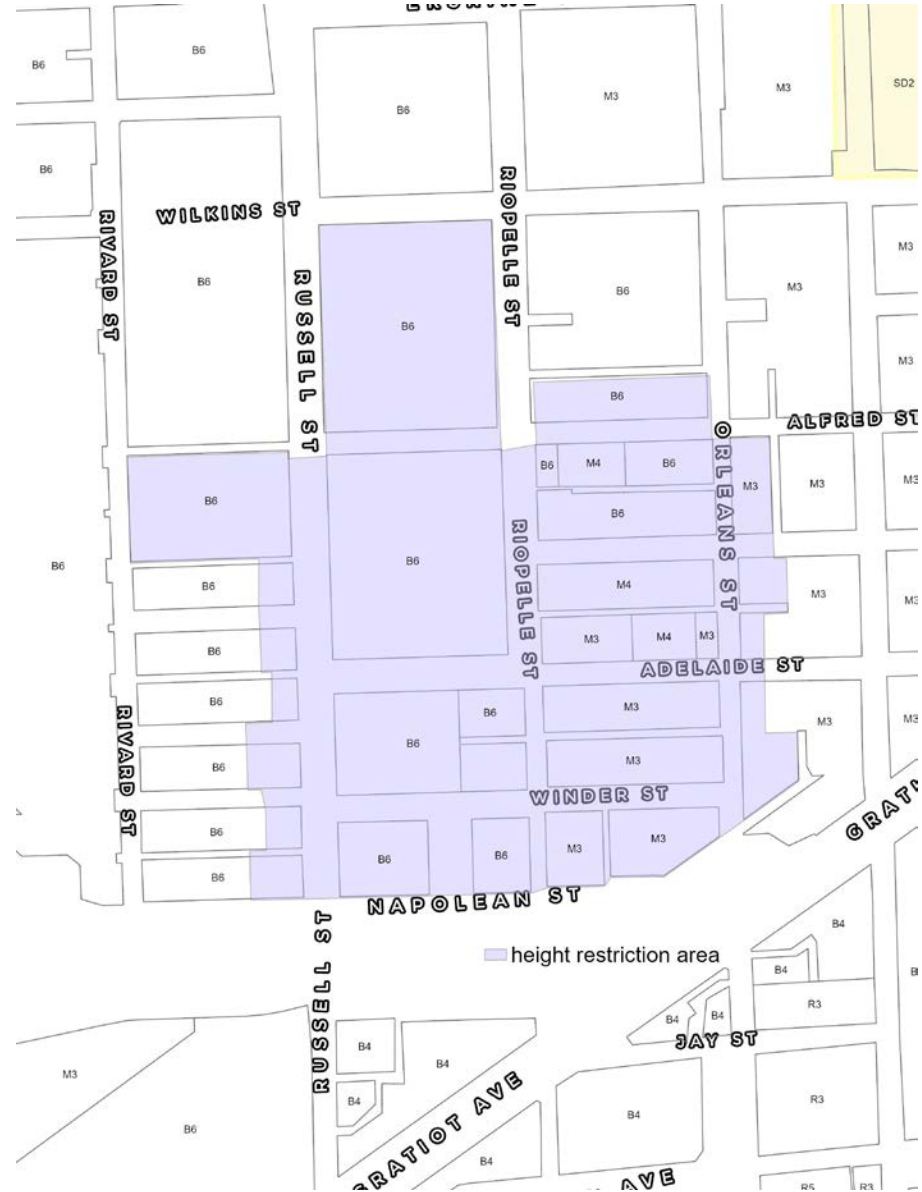 B6
B6
B6
M3
M3
SD2
B6
WILKINS ST
RIVARD ST
B6
RUSSELL ST
B6
RIOPELLE ST
B6
M3
M3
M3
B6
ALFRED ST
B6
M4
B6
ORLEANS ST
M3
M3
M3
B6
B6
B6
B6
RIOPELLE ST
B6
M4
M3
M3
B6
M3
M4
M3
ADELAIDE ST
B6
B6
B6
B6
M3
M3
M3
RIVARD ST
B6
M3
WINDER ST
B6
B6
B6
B6
M3
M3
GRATI
NAPOLEAN ST
RUSSELL ST
height restriction area
B4
B4
R3
B4
B4
JAY ST
M3
B6
B4
B4
B4
GRATIOT AVE
B4
R3
B4
AVE
R5
R3